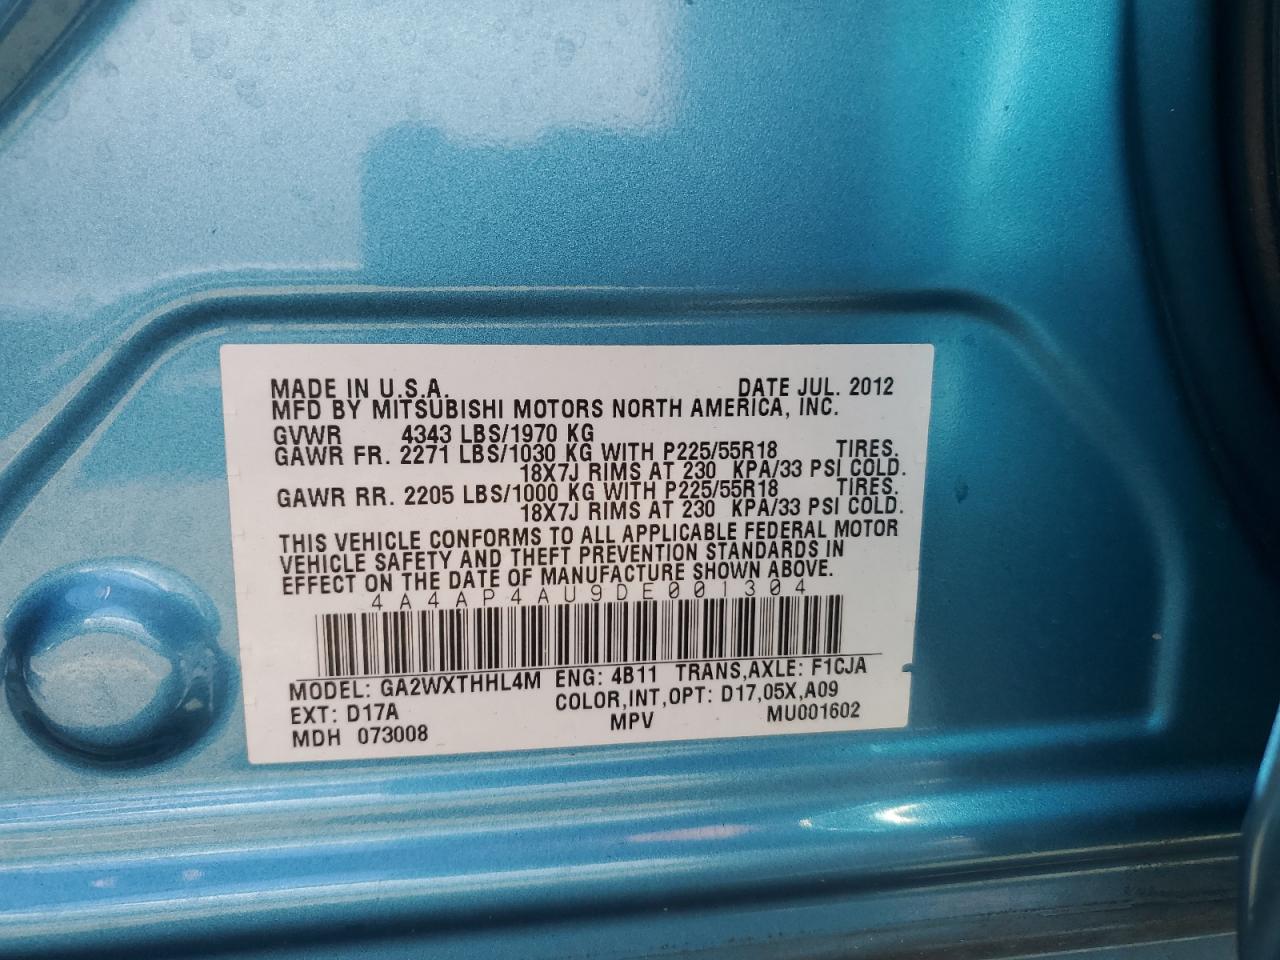 MADE IN U.S.A. DATE JUL. 2012
MFD BY MITSUBISHI MOTORS NORTH AMERICA, INC.
GVWR 4343 LBS/1970 KG
GAWR FR. 2271 LBS/1030 KG WITH P225/55R18 TIRES.
18X7J RIMS AT 230 KPA/33 PSI COLD.
GAWR RR. 2205 LBS/1000 KG WITH P225/55R18 TIRES.
18X7J RIMS AT 230 KPA/33 PSI COLD.
THIS VEHICLE CONFORMS TO ALL APPLICABLE FEDERAL MOTOR
VEHICLE SAFETY AND THEFT PREVENTION STANDARDS IN
EFFECT ON THE DATE OF MANUFACTURE SHOWN ABOVE.
4A4AP4AU9DE001304
MODEL: GA2WXTHHL4M ENG: 4B11 TRANS,AXLE: F1CJA
EXT: D17A COLOR,INT,OPT: D17,05X,A09
MDH 073008 MPV MU001602